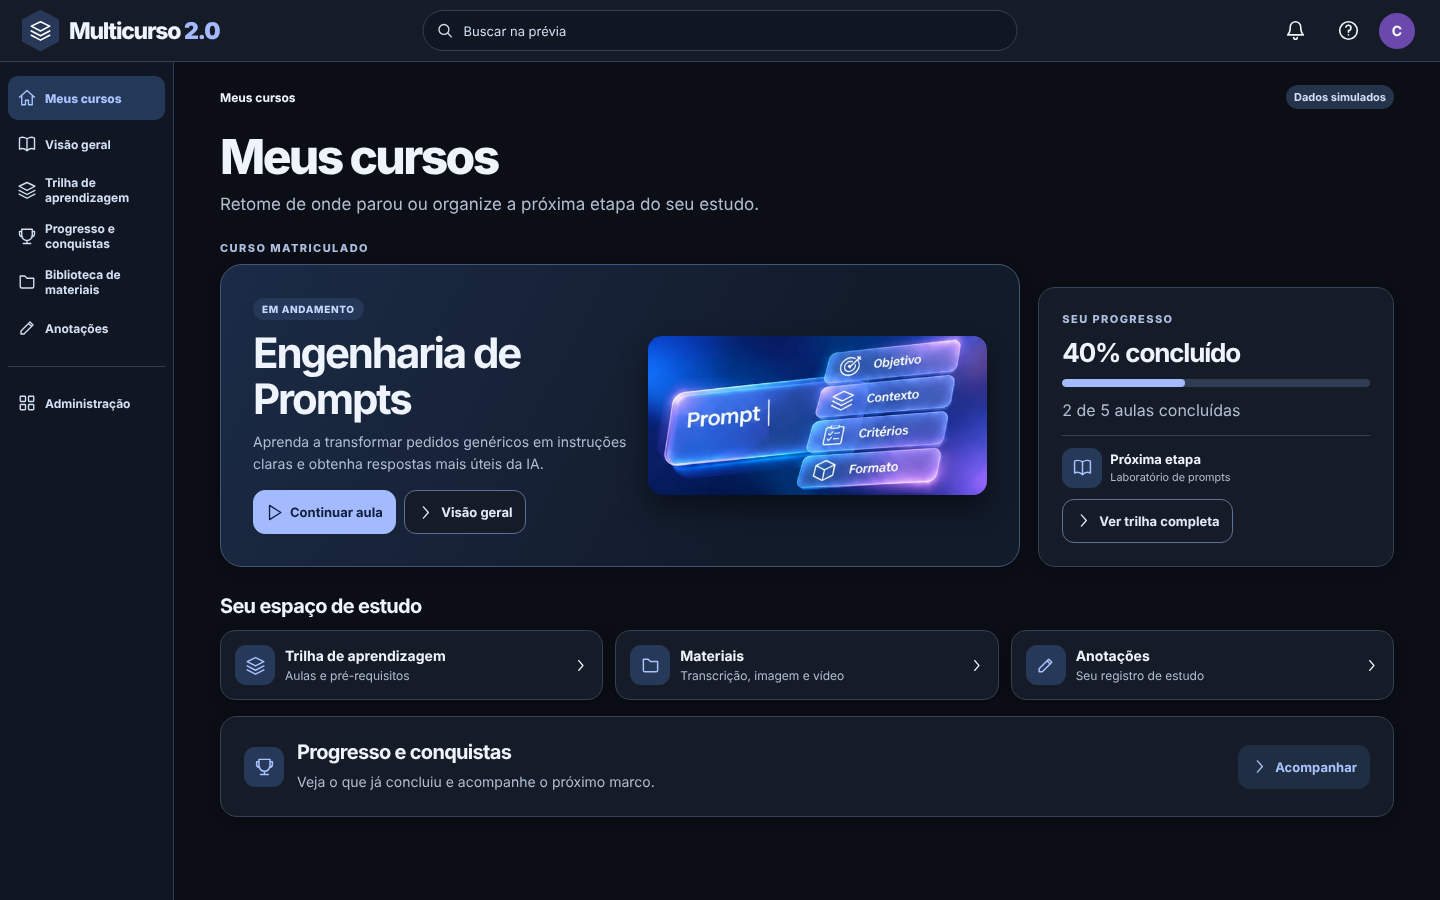 Multicurso 2.0
Buscar na prévia
C
Meus cursos
Visão geral
Trilha de
aprendizagem
Progresso e
conquistas
Biblioteca de
materiais
Anotações
Administração
Meus cursos
Dados simulados
Meus cursos
Retome de onde parou ou organize a próxima etapa do seu estudo.
CURSO MATRICULADO
EM ANDAMENTO
Engenharia de
Prompts
Aprenda a transformar pedidos genéricos em instruções
claras e obtenha respostas mais úteis da IA.
Continuar aula
Visão geral
Prompt
Objetivo
Contexto
Critérios
Formato
SEU PROGRESSO
40% concluído
2 de 5 aulas concluídas
Próxima etapa
Laboratório de prompts
Ver trilha completa
Seu espaço de estudo
Trilha de aprendizagem
Aulas e pré-requisitos
Materiais
Transcrição, imagem e vídeo
Anotações
Seu registro de estudo
Progresso e conquistas
Veja o que já concluiu e acompanhe o próximo marco.
Acompanhar